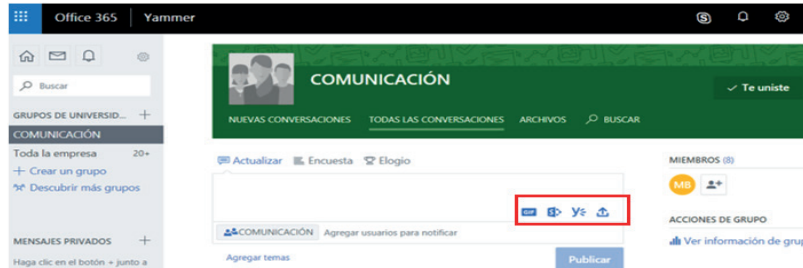 Office 365 Yammer
Buscar
GRUPOS DE UNIVERSID... +
COMUNICACIÓN
Toda la empresa 20+
+ Crear un grupo
Descubrir más grupos
MENSAJES PRIVADOS +
Haga clic en el botón + junto a
COMUNICACIÓN
✓ Te uniste
NUEVAS CONVERSACIONES TODAS LAS CONVERSACIONES ARCHIVOS BUSCAR
Actualizar Encuesta Elogio
GIF
COMUNICACIÓN Agregar usuarios para notificar
Agregar temas Publicar
MIEMBROS (8)
MB
ACCIONES DE GRUPO
Ver información de grup